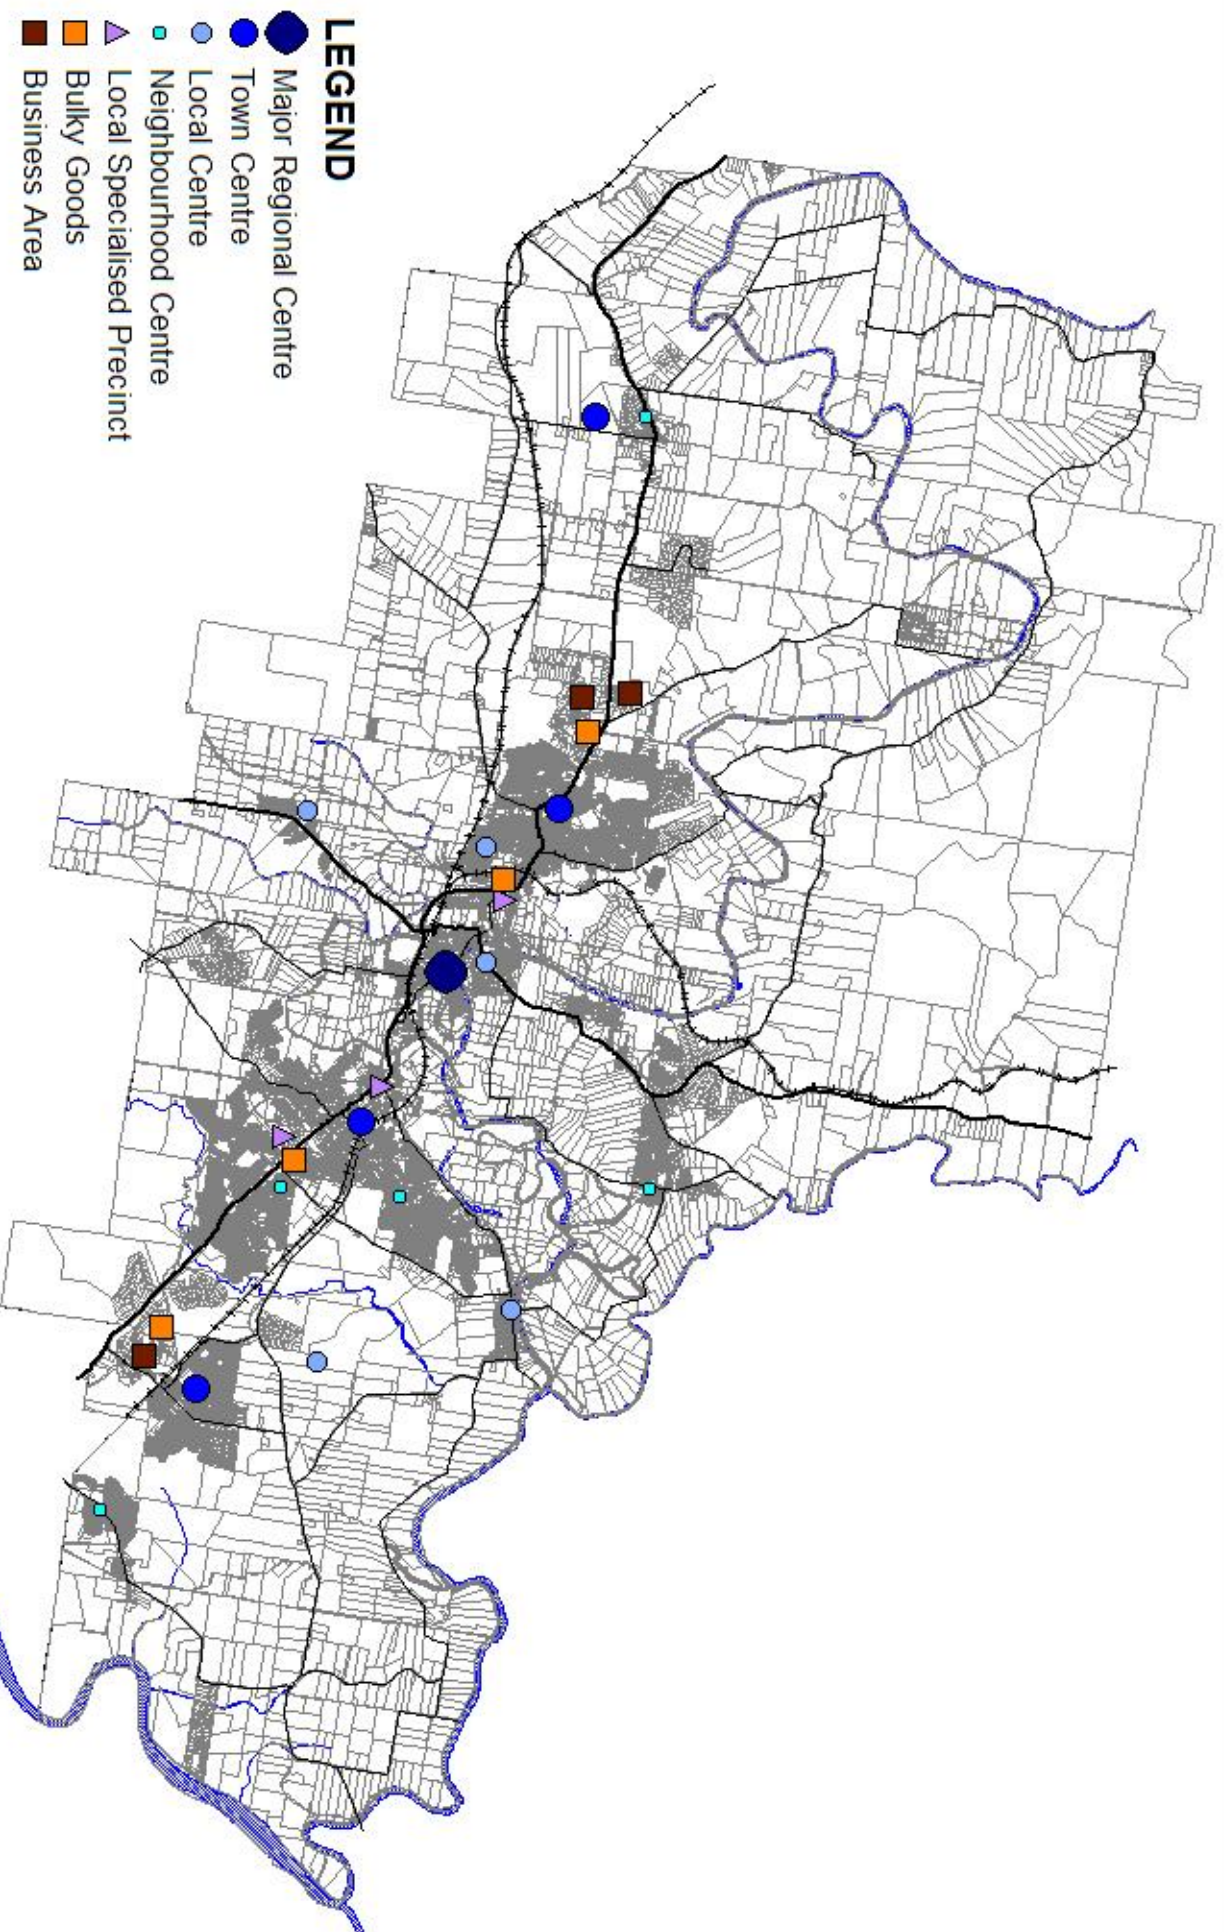 LEGEND
Major Regional Centre
Town Centre
Local Centre
Neighbourhood Centre
Local Specialised Precinct
Bulky Goods
Business Area